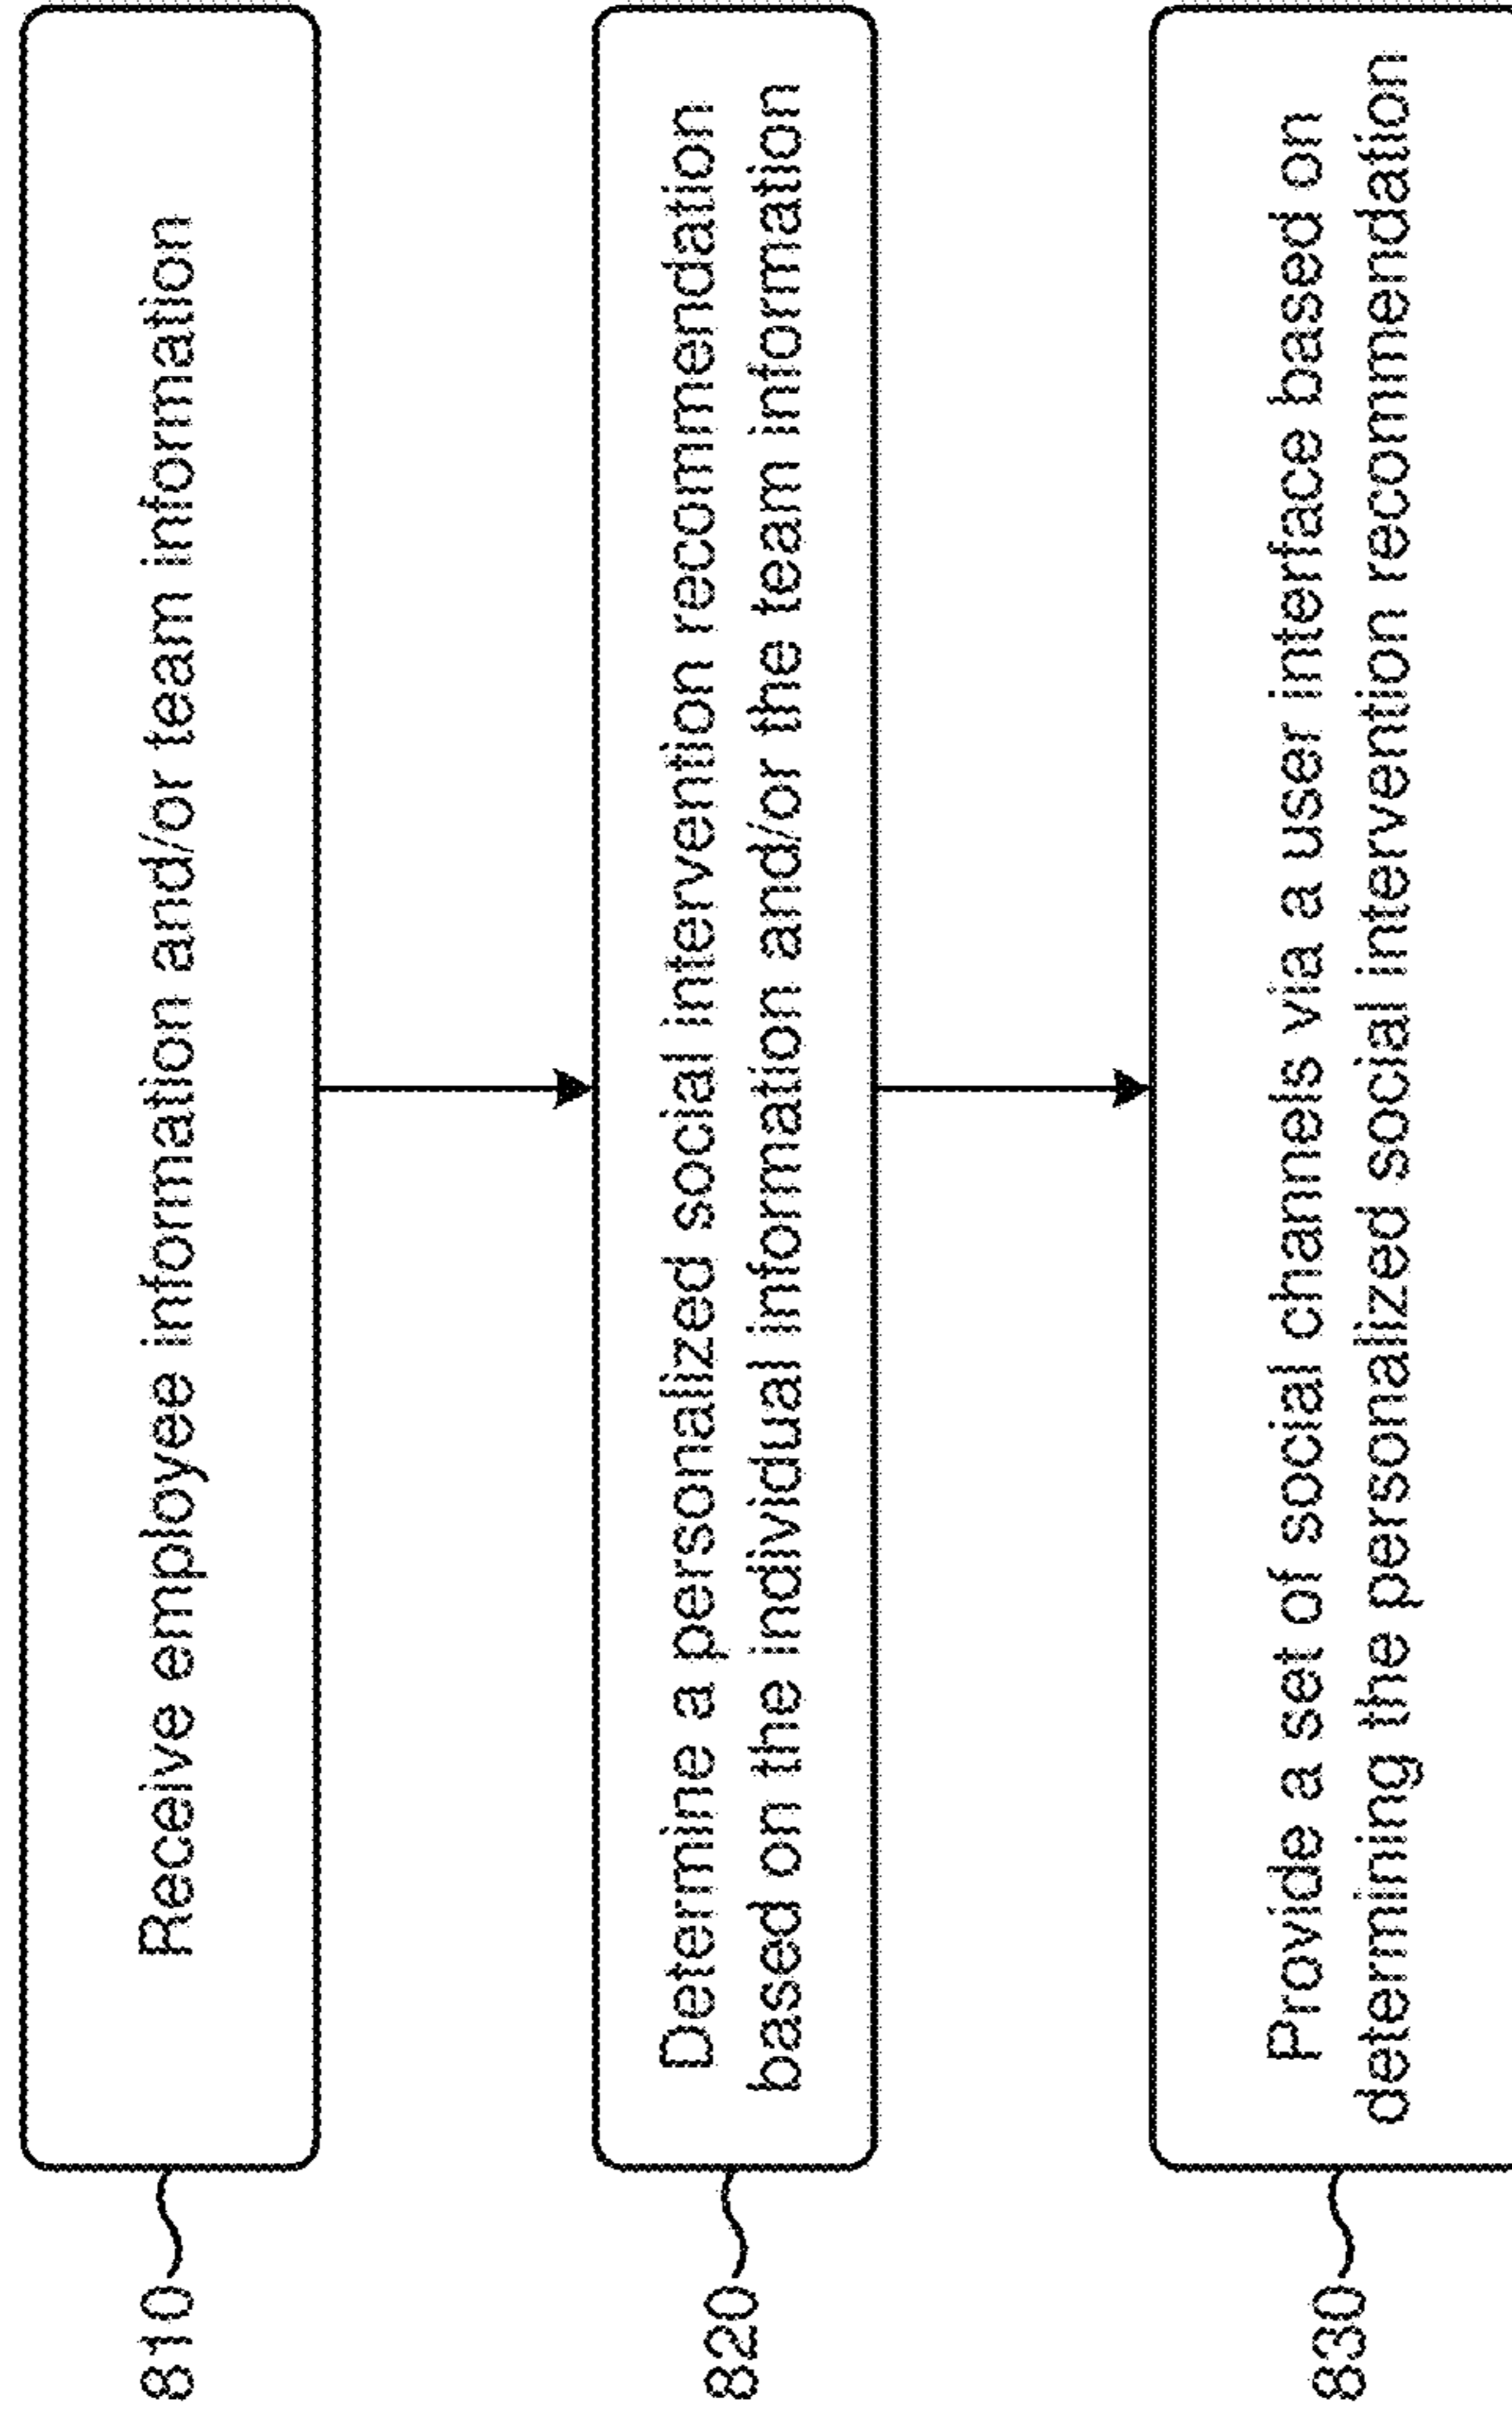 810
Receive employee information and/or team information
820
Determine a personalized social intervention recommendation
based on the individual information and/or the team information
830
Provide a set of social channels via a user interface based on
determining the personalized social intervention recommendation